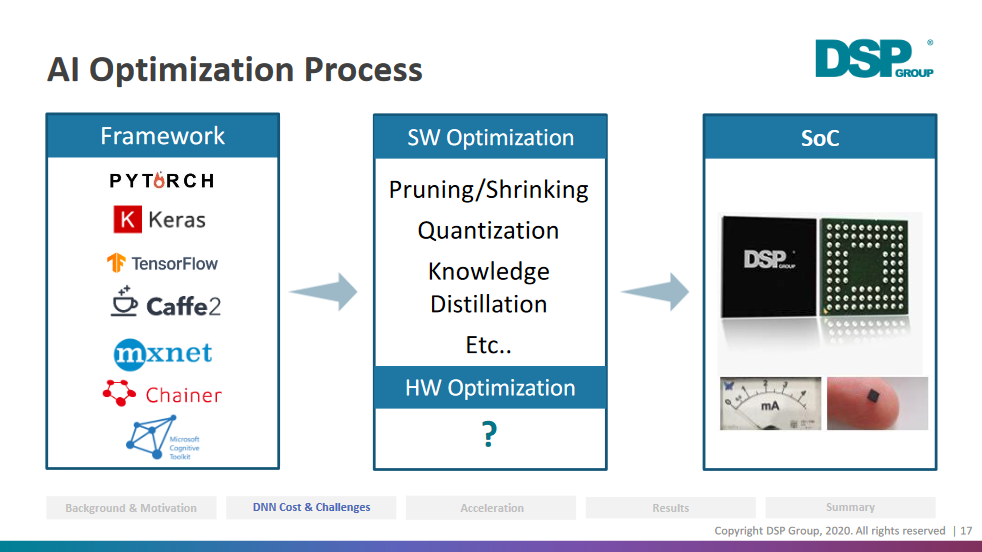 AI Optimization Process
DSP
GROUP
®
Framework
PYTORCH
K Keras
TensorFlow
Caffe2
mxnet
Chainer
Microsoft
Cognitive
Toolkit
SW Optimization
Pruning/Shrinking
Quantization
Knowledge
Distillation
Etc..
HW Optimization
?
SoC
DSP
GROUP
mA
Background & Motivation
DNN Cost & Challenges
Acceleration
Results
Summary
Copyright DSP Group, 2020. All rights reserved | 17